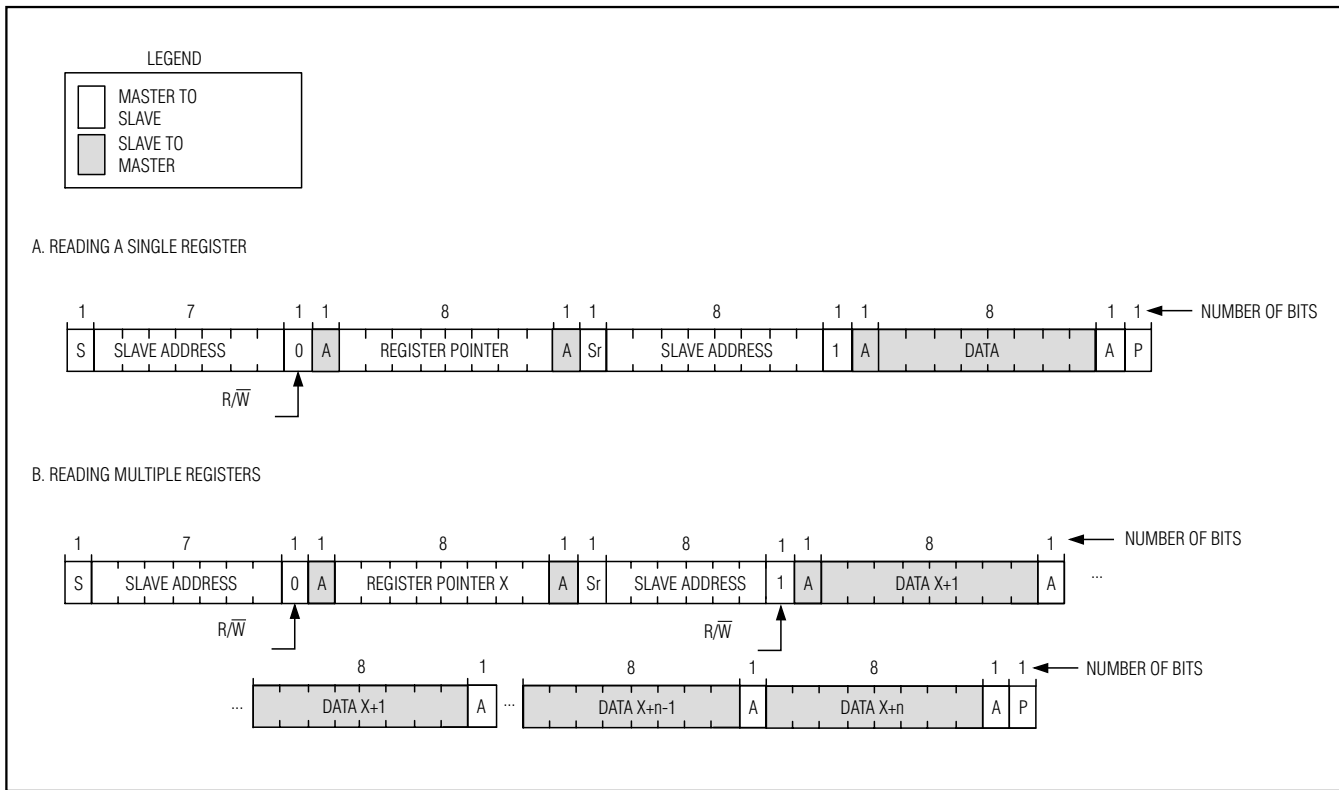 LEGEND
MASTER TO
SLAVE
SLAVE TO
MASTER
A. READING A SINGLE REGISTER
1 7 1 1 8 1 1 8 1 1 8 1 1 NUMBER OF BITS
S SLAVE ADDRESS 0 A REGISTER POINTER A Sr SLAVE ADDRESS 1 A DATA A P
R/W̅
B. READING MULTIPLE REGISTERS
1 7 1 1 8 1 1 8 1 1 8 1 NUMBER OF BITS
S SLAVE ADDRESS 0 A REGISTER POINTER X A Sr SLAVE ADDRESS 1 A DATA X+1 A ...
R/W̅ R/W̅
8 1 8 1 8 1 1 NUMBER OF BITS
... DATA X+1 A ... DATA X+n-1 A DATA X+n A P